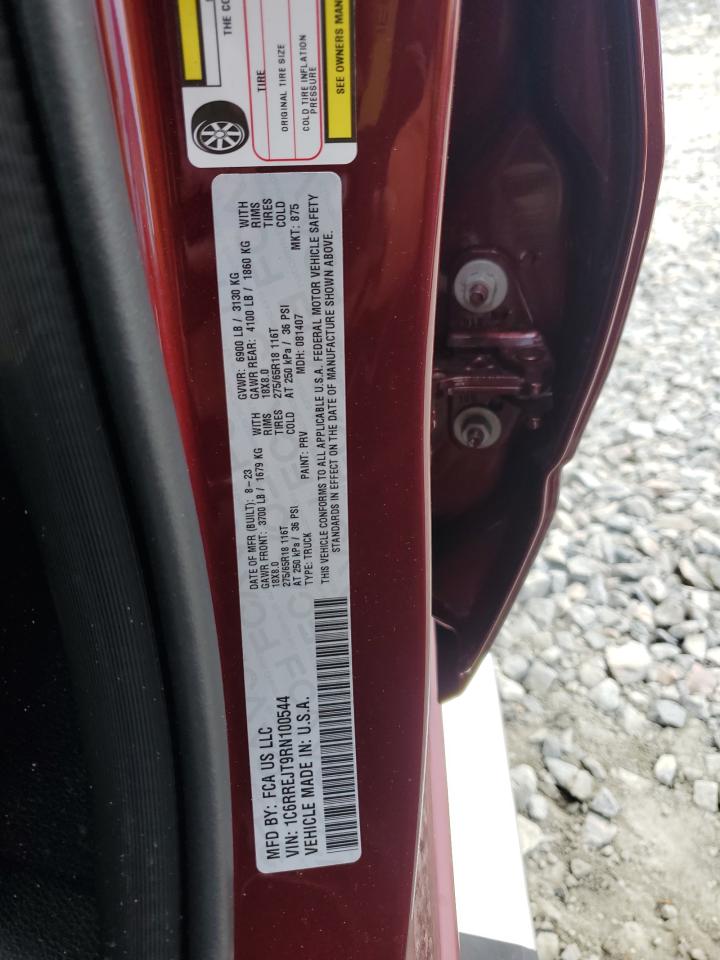 THE CO
TIRE
ORIGINAL TIRE SIZE
COLD TIRE INFLATION
PRESSURE
SEE OWNERS MAN
MFD BY: FCA US LLC
VIN: 1C6RREJT9RN100544
VEHICLE MADE IN: U.S.A.
DATE OF MFR (BUILT): 8-23 GVWR: 6900 LB / 3130 KG
GAWR FRONT: 3700 LB / 1679 KG WITH GAWR REAR: 4100 LB / 1860 KG WITH
18X8.0 RIMS 18X8.0 RIMS
275/65R18 116T TIRES 275/65R18 116T TIRES
AT 250 kPa / 36 PSI COLD AT 250 kPa / 36 PSI COLD
TYPE: TRUCK PAINT: PRV MDH: 081407 MKT: 875
THIS VEHICLE CONFORMS TO ALL APPLICABLE U.S.A. FEDERAL MOTOR VEHICLE SAFETY
STANDARDS IN EFFECT ON THE DATE OF MANUFACTURE SHOWN ABOVE.